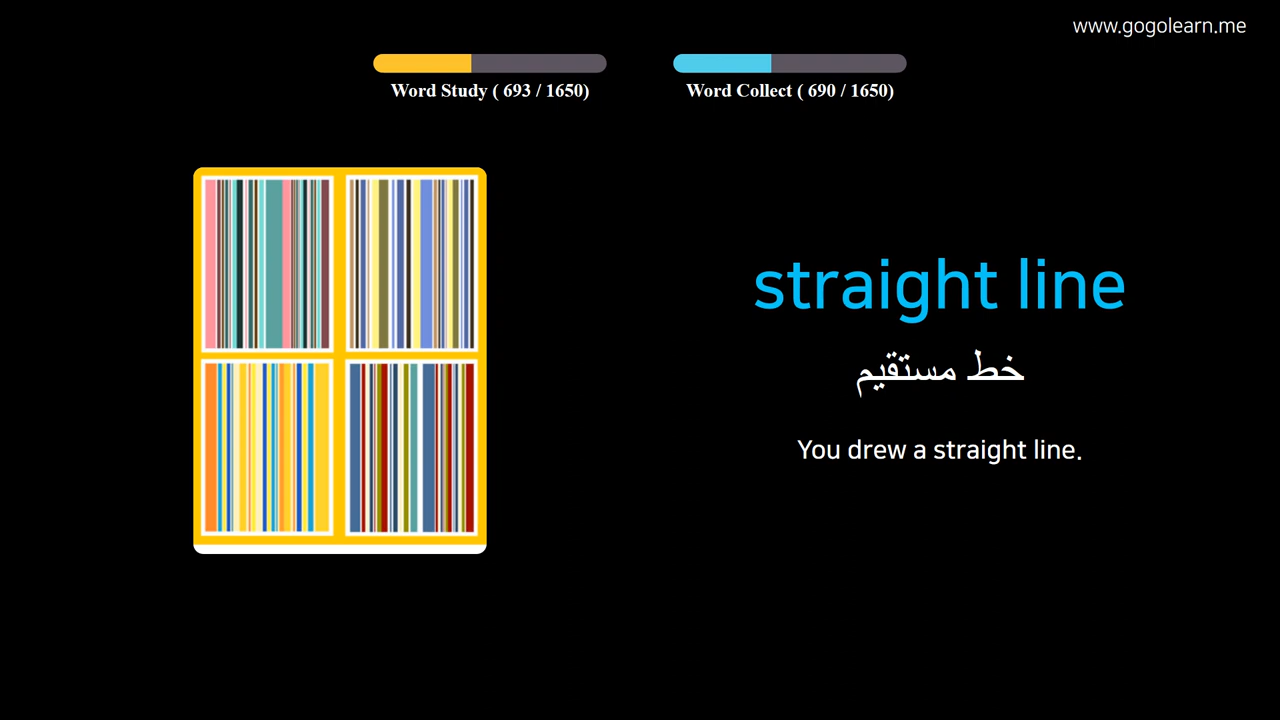 www.gogolearn.me
Word Study ( 693 / 1650)
Word Collect ( 690 / 1650)
straight line
خط مستقيم
You drew a straight line.